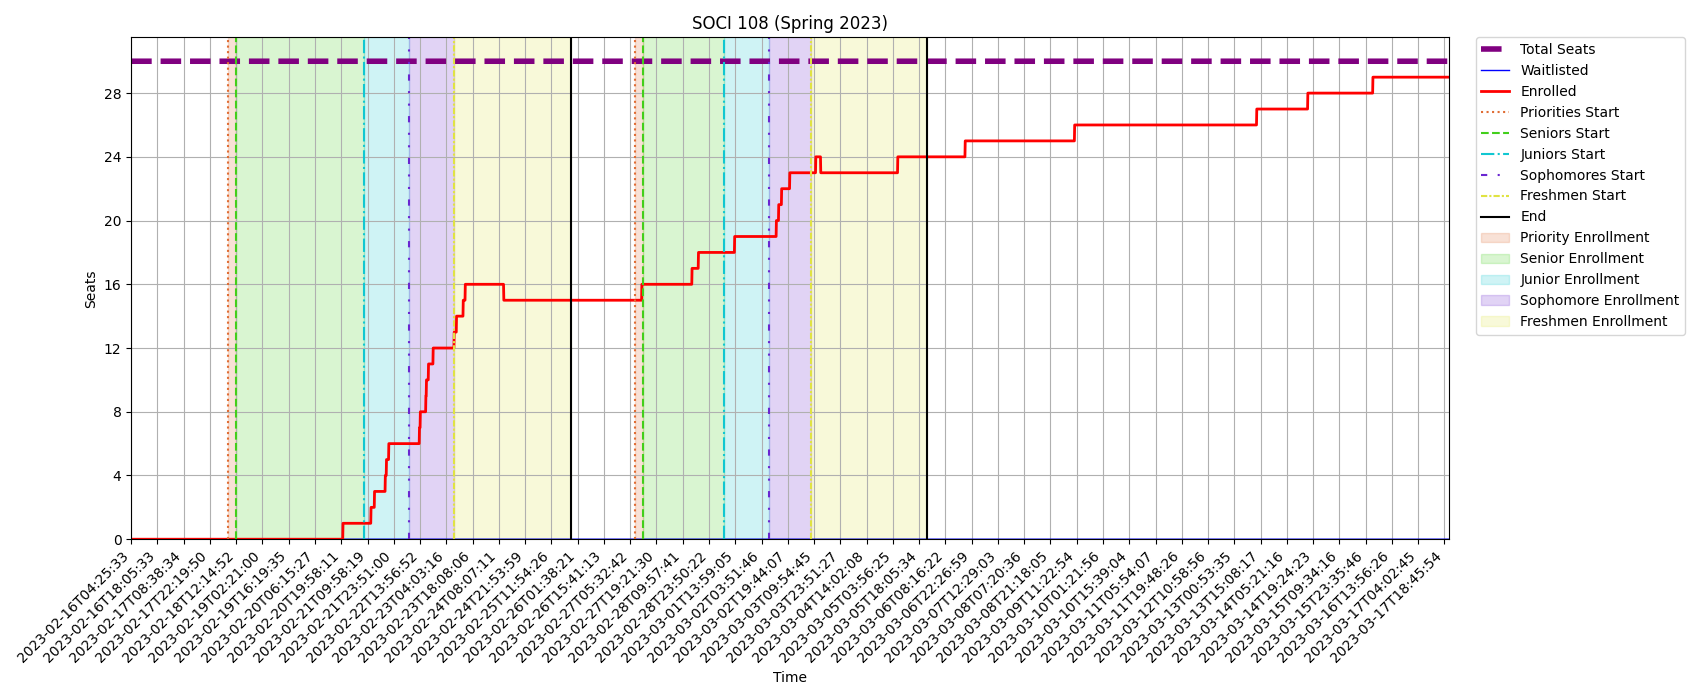 SOCI 108 (Spring 2023)
Seats
28
24
20
16
12
8
4
0
2023-02-16T04:25:33
2023-02-16T18:05:33
2023-02-17T08:38:34
2023-02-17T22:19:50
2023-02-18T12:14:52
2023-02-19T02:21:00
2023-02-19T16:19:35
2023-02-20T06:15:27
2023-02-20T19:58:11
2023-02-21T09:58:19
2023-02-21T23:51:00
2023-02-22T13:56:52
2023-02-23T04:03:16
2023-02-23T18:08:06
2023-02-24T08:07:11
2023-02-24T21:53:59
2023-02-25T11:54:26
2023-02-26T01:38:21
2023-02-26T15:41:13
2023-02-27T05:32:42
2023-02-27T19:21:30
2023-02-28T09:57:41
2023-02-28T23:50:22
2023-03-01T13:59:05
2023-03-02T03:51:46
2023-03-02T19:44:07
2023-03-03T09:54:45
2023-03-03T23:51:27
2023-03-04T14:02:08
2023-03-05T03:56:25
2023-03-05T18:05:34
2023-03-06T08:16:22
2023-03-06T22:26:59
2023-03-07T12:29:03
2023-03-08T07:20:36
2023-03-08T21:18:05
2023-03-09T11:22:54
2023-03-10T01:21:56
2023-03-10T15:39:04
2023-03-11T05:54:07
2023-03-11T19:48:26
2023-03-12T10:58:56
2023-03-13T00:53:35
2023-03-13T15:08:17
2023-03-14T05:21:16
2023-03-14T19:24:23
2023-03-15T09:34:16
2023-03-15T23:35:46
2023-03-16T13:56:26
2023-03-17T04:02:45
2023-03-17T18:45:54
Time
Total Seats
Waitlisted
Enrolled
Priorities Start
Seniors Start
Juniors Start
Sophomores Start
Freshmen Start
End
Priority Enrollment
Senior Enrollment
Junior Enrollment
Sophomore Enrollment
Freshmen Enrollment